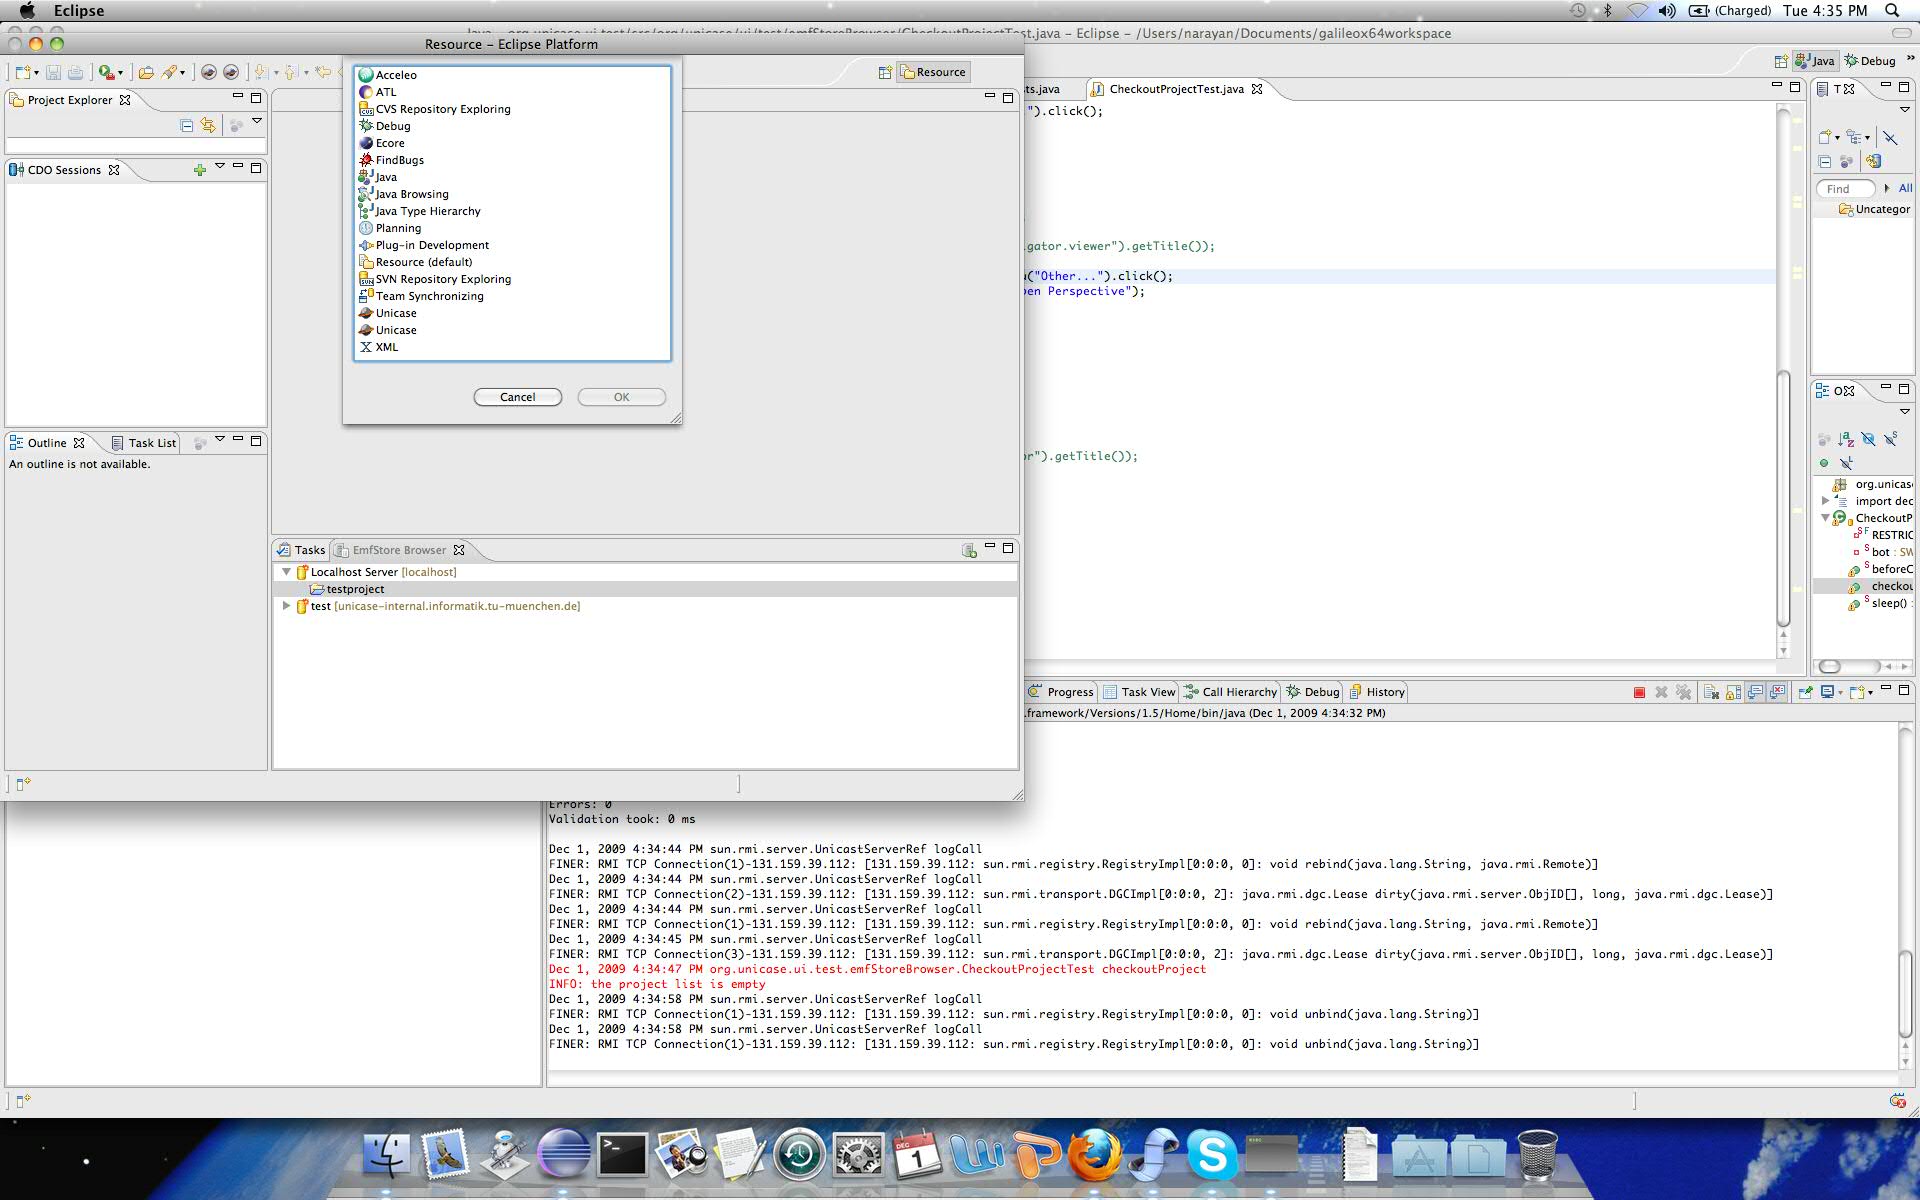 Eclipse
(Charged)
Tue 4:35 PM
Java - org.unicase.ui.test/src/org/unicase/ui/test/emfStoreBrowser/CheckoutProjectTest.java - Eclipse - /Users/narayan/Documents/galileox64workspace
Resource - Eclipse Platform
Resource
Java
Debug
Project Explorer
CDO Sessions
Outline
Task List
An outline is not available.
Acceleo
ATL
CVS Repository Exploring
Debug
Ecore
FindBugs
Java
Java Browsing
Java Type Hierarchy
Planning
Plug-in Development
Resource (default)
SVN Repository Exploring
Team Synchronizing
Unicase
Unicase
XML
Cancel
OK
Tasks
EmfStore Browser
Localhost Server [localhost]
testproject
test [unicase-internal.informatik.tu-muenchen.de]
ts.java
CheckoutProjectTest.java
").click();
igator.viewer").getTitle());
("Other...").click();
en Perspective");
or").getTitle());
T
Find
All
Uncategor
O
org.unicas
import dec
CheckoutP
RESTRIC
bot : SW
beforeC
checkou
sleep() :
Progress
Task View
Call Hierarchy
Debug
History
.framework/Versions/1.5/Home/bin/java (Dec 1, 2009 4:34:32 PM)
Errors: 0
Validation took: 0 ms
Dec 1, 2009 4:34:44 PM sun.rmi.server.UnicastServerRef logCall
FINER: RMI TCP Connection(1)-131.159.39.112: [131.159.39.112: sun.rmi.registry.RegistryImpl[0:0:0, 0]: void rebind(java.lang.String, java.rmi.Remote)]
Dec 1, 2009 4:34:44 PM sun.rmi.server.UnicastServerRef logCall
FINER: RMI TCP Connection(2)-131.159.39.112: [131.159.39.112: sun.rmi.transport.DGCImpl[0:0:0, 2]: java.rmi.dgc.Lease dirty(java.rmi.server.ObjID[], long, java.rmi.dgc.Lease)]
Dec 1, 2009 4:34:44 PM sun.rmi.server.UnicastServerRef logCall
FINER: RMI TCP Connection(1)-131.159.39.112: [131.159.39.112: sun.rmi.registry.RegistryImpl[0:0:0, 0]: void rebind(java.lang.String, java.rmi.Remote)]
Dec 1, 2009 4:34:45 PM sun.rmi.server.UnicastServerRef logCall
FINER: RMI TCP Connection(3)-131.159.39.112: [131.159.39.112: sun.rmi.transport.DGCImpl[0:0:0, 2]: java.rmi.dgc.Lease dirty(java.rmi.server.ObjID[], long, java.rmi.dgc.Lease)]
Dec 1, 2009 4:34:47 PM org.unicase.ui.test.emfStoreBrowser.CheckoutProjectTest checkoutProject
INFO: the project list is empty
Dec 1, 2009 4:34:58 PM sun.rmi.server.UnicastServerRef logCall
FINER: RMI TCP Connection(1)-131.159.39.112: [131.159.39.112: sun.rmi.registry.RegistryImpl[0:0:0, 0]: void unbind(java.lang.String)]
Dec 1, 2009 4:34:58 PM sun.rmi.server.UnicastServerRef logCall
FINER: RMI TCP Connection(1)-131.159.39.112: [131.159.39.112: sun.rmi.registry.RegistryImpl[0:0:0, 0]: void unbind(java.lang.String)]
DEC
1